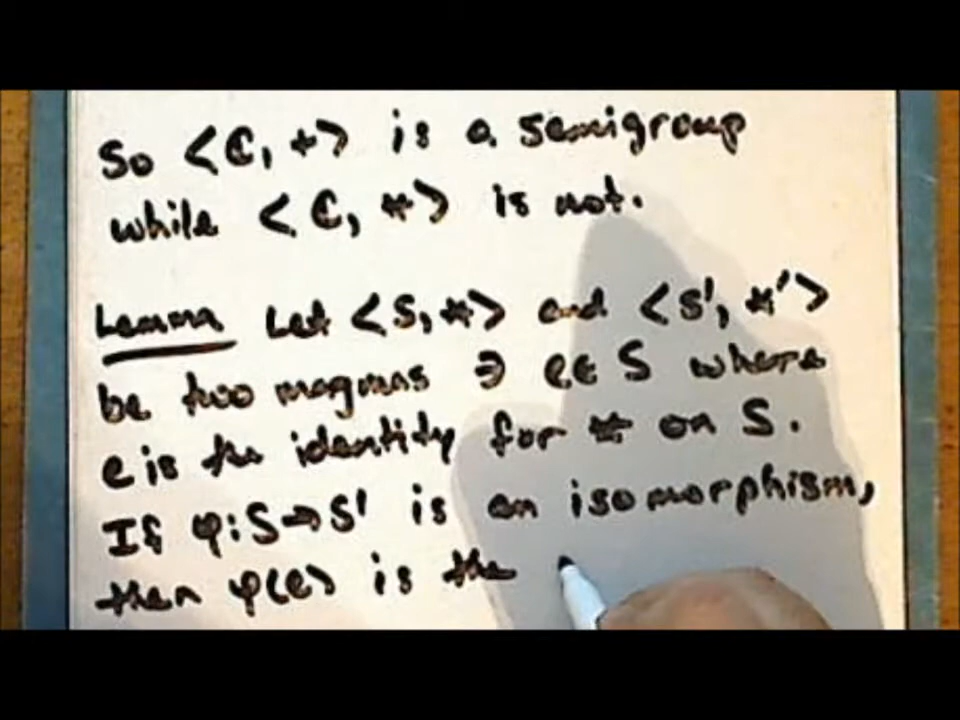 So <C, +> is a semigroup
while <C, *> is not.
Lemma Let <S, *> and <S', *'>
be two magmas ∋ e∈S where
e is the identity for * on S.
If φ:S→S' is an isomorphism,
then φ(e) is the